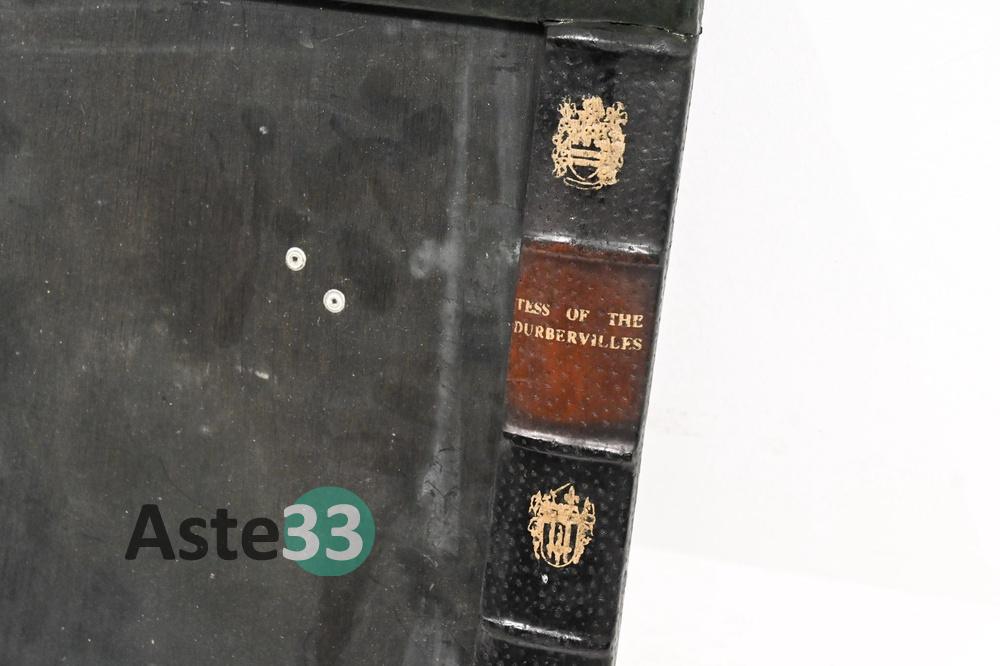 TESS OF THE
DURBERVILLES
Aste33